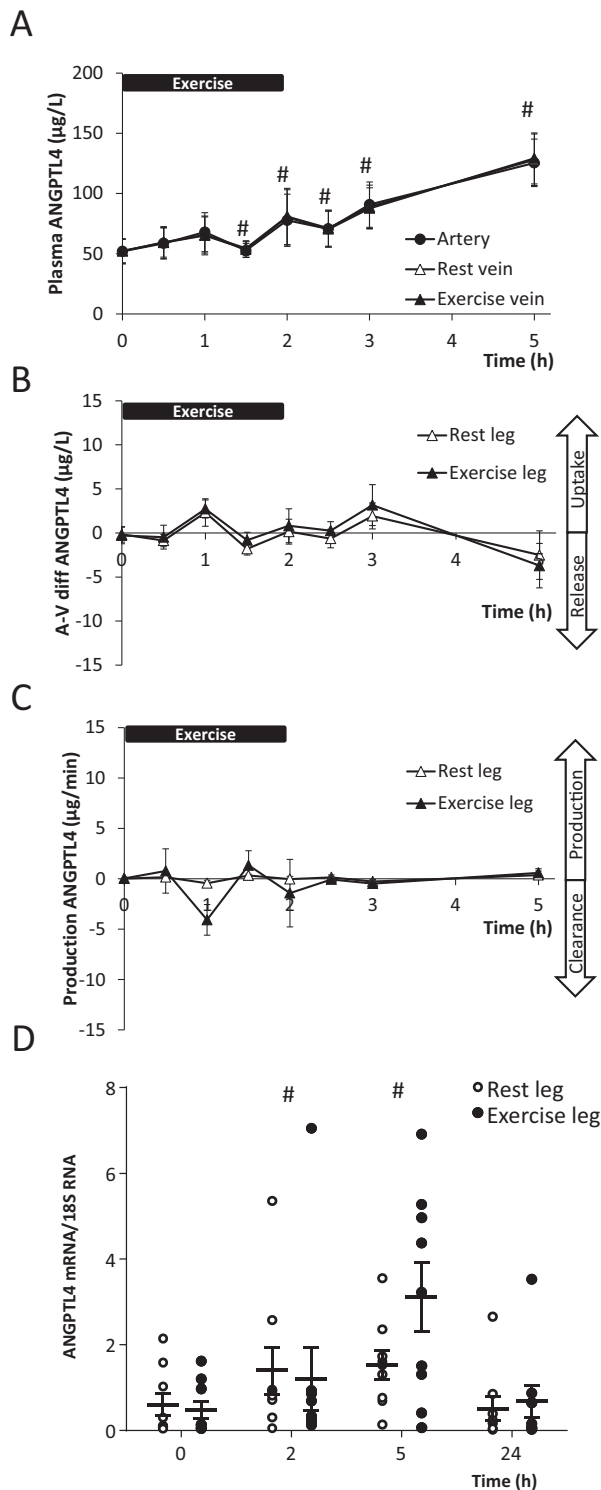 A
Exercise
Plasma ANGPTL4 (µg/L)
200
150
100
50
0
# # # # #
Artery
Rest vein
Exercise vein
0 1 2 3 4 5
Time (h)
B
Exercise
A-V diff ANGPTL4 (µg/L)
15
10
5
0
-5
-10
-15
Rest leg
Exercise leg
0 1 2 3 4 5
Time (h)
Uptake
Release
C
Exercise
Production ANGPTL4 (µg/min)
15
10
5
0
-5
-10
-15
Rest leg
Exercise leg
0 1 2 3 4 5
Time (h)
Production
Clearance
D
ANGPTL4 mRNA/18S RNA
8
6
4
2
0
# #
Rest leg
Exercise leg
0 2 5 24
Time (h)